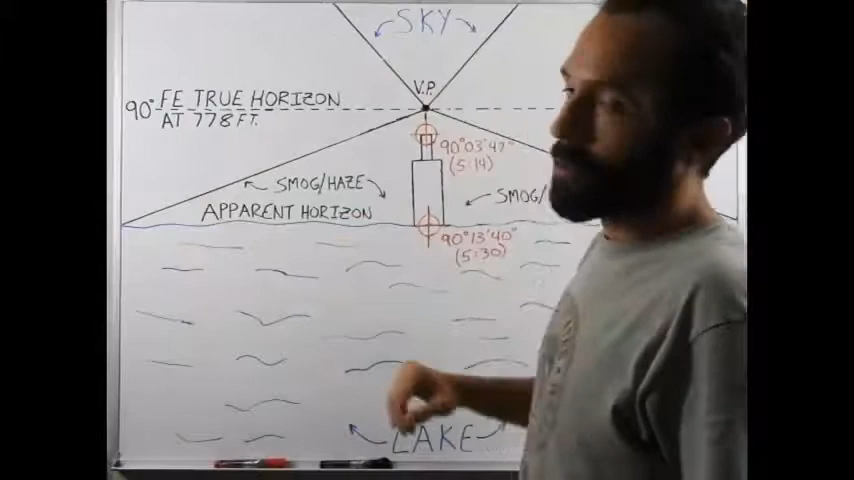 SKY
V.P.
90° FE TRUE HORIZON
AT 778 FT.
90°03'47"
(5:14)
SMOG/HAZE
SMOG/
APPARENT HORIZON
90°13'40"
(5:30)
LAKE